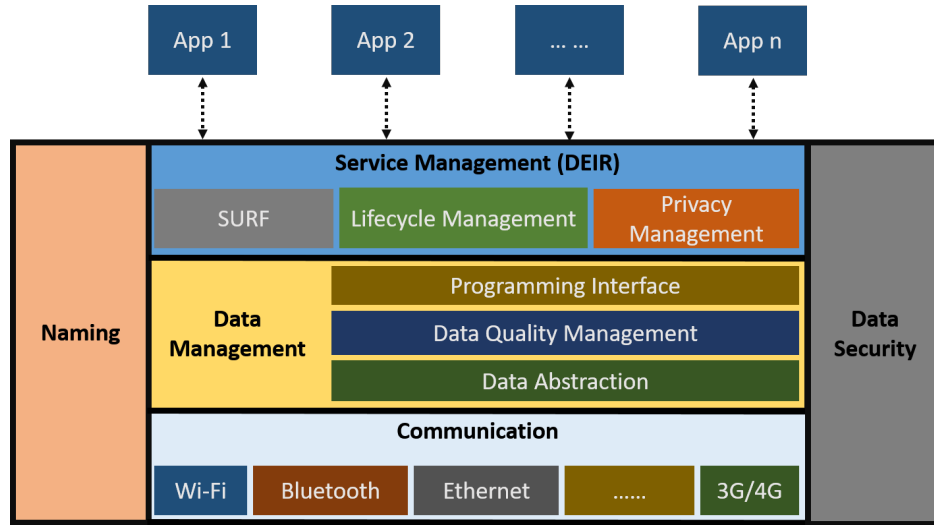 App 1
App 2
... ...
App n
Service Management (DEIR)
SURF
Lifecycle Management
Privacy
Management
Naming
Data
Management
Programming Interface
Data Quality Management
Data Abstraction
Data
Security
Communication
Wi-Fi
Bluetooth
Ethernet
......
3G/4G